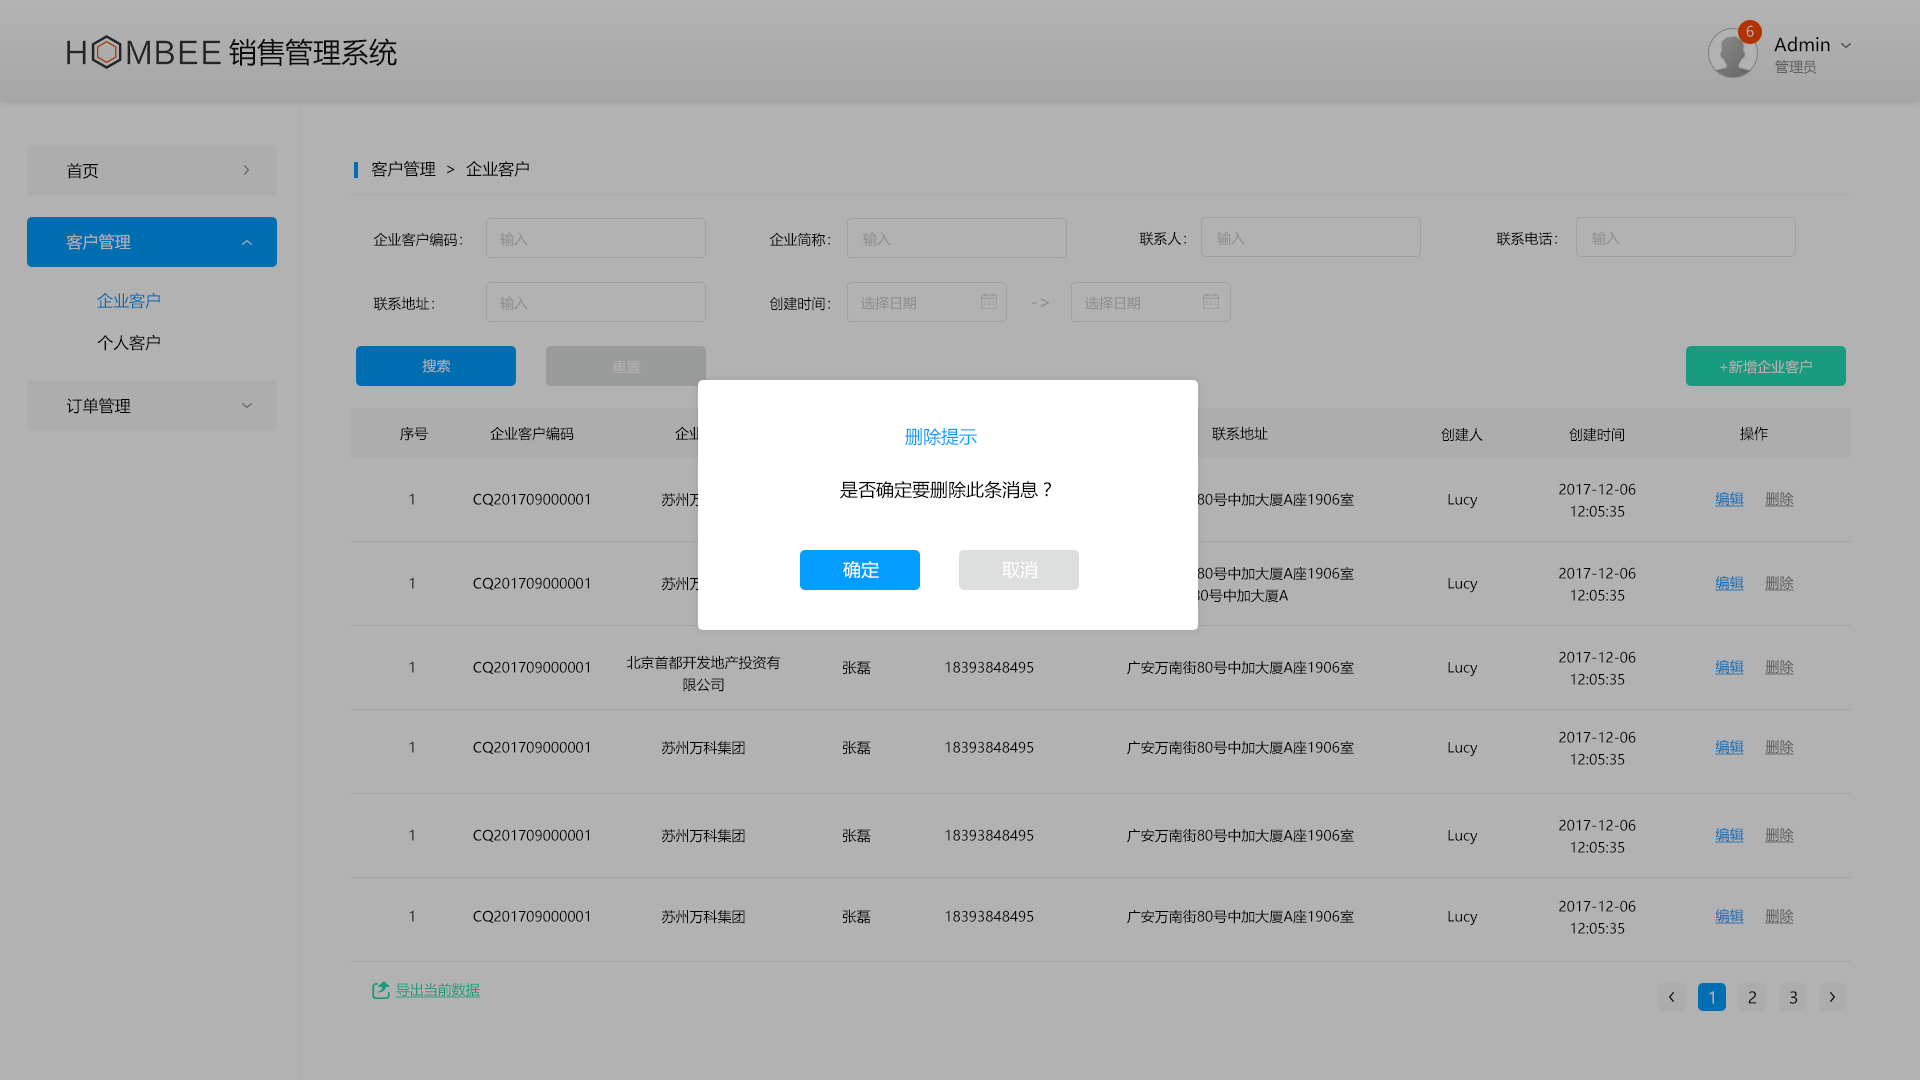 HOMBEE 销售管理系统
6
Admin
管理员
首页
客户管理
企业客户
个人客户
订单管理
客户管理 > 企业客户
企业客户编码： 输入 企业简称： 输入 联系人： 输入 联系电话： 输入
联系地址： 输入 创建时间： 选择日期 -> 选择日期
搜索 重置 +新增企业客户
序号 企业客户编码 企业 联系地址 创建人 创建时间 操作
1 CQ201709000001 苏州万 80号中加大厦A座1906室 Lucy 2017-12-06 编辑 删除
12:05:35
1 CQ201709000001 苏州万 80号中加大厦A座1906室 Lucy 2017-12-06 编辑 删除
80号中加大厦A 12:05:35
删除提示
是否确定要删除此条消息？
确定 取消
1 CQ201709000001 北京首都开发地产投资有 张磊 18393848495 广安万南街80号中加大厦A座1906室 Lucy 2017-12-06 编辑 删除
限公司 12:05:35
1 CQ201709000001 苏州万科集团 张磊 18393848495 广安万南街80号中加大厦A座1906室 Lucy 2017-12-06 编辑 删除
12:05:35
1 CQ201709000001 苏州万科集团 张磊 18393848495 广安万南街80号中加大厦A座1906室 Lucy 2017-12-06 编辑 删除
12:05:35
1 CQ201709000001 苏州万科集团 张磊 18393848495 广安万南街80号中加大厦A座1906室 Lucy 2017-12-06 编辑 删除
12:05:35
导出当前数据
< 1 2 3 >